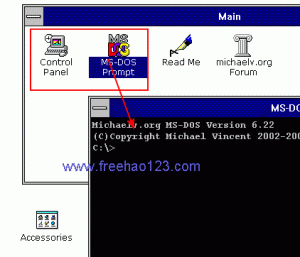 Main
Control Panel
MS-DOS Prompt
Read Me
michaelv.org Forum
MS-DO
Michaelv.org MS-DOS Version 6.22
(C)Copyright Michael Vincent 2002-200
C:\>
www.freehao123.com
Accessories